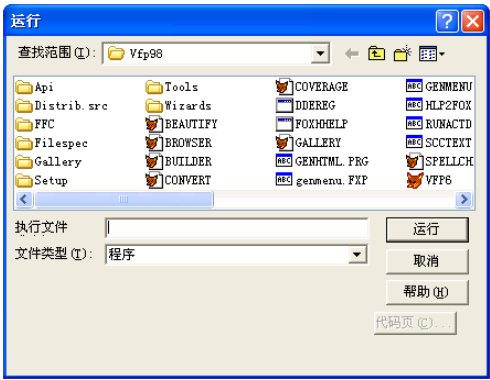 运行
查找范围(I): Vfp98
Api Tools COVERAGE GENMENU
Distrib.src Wizards DDEREG HLP2FOX
FFC BEAUTIFY FOXHHELP RUNACTD
Filespec BROWSER GALLERY SCCTEXT
Gallery BUILDER GENHTML.PRG SPELLCH
Setup CONVERT genmenu.FXP VFP6
执行文件 运行
文件类型(T): 程序 取消
帮助(H)
代码页(C)...